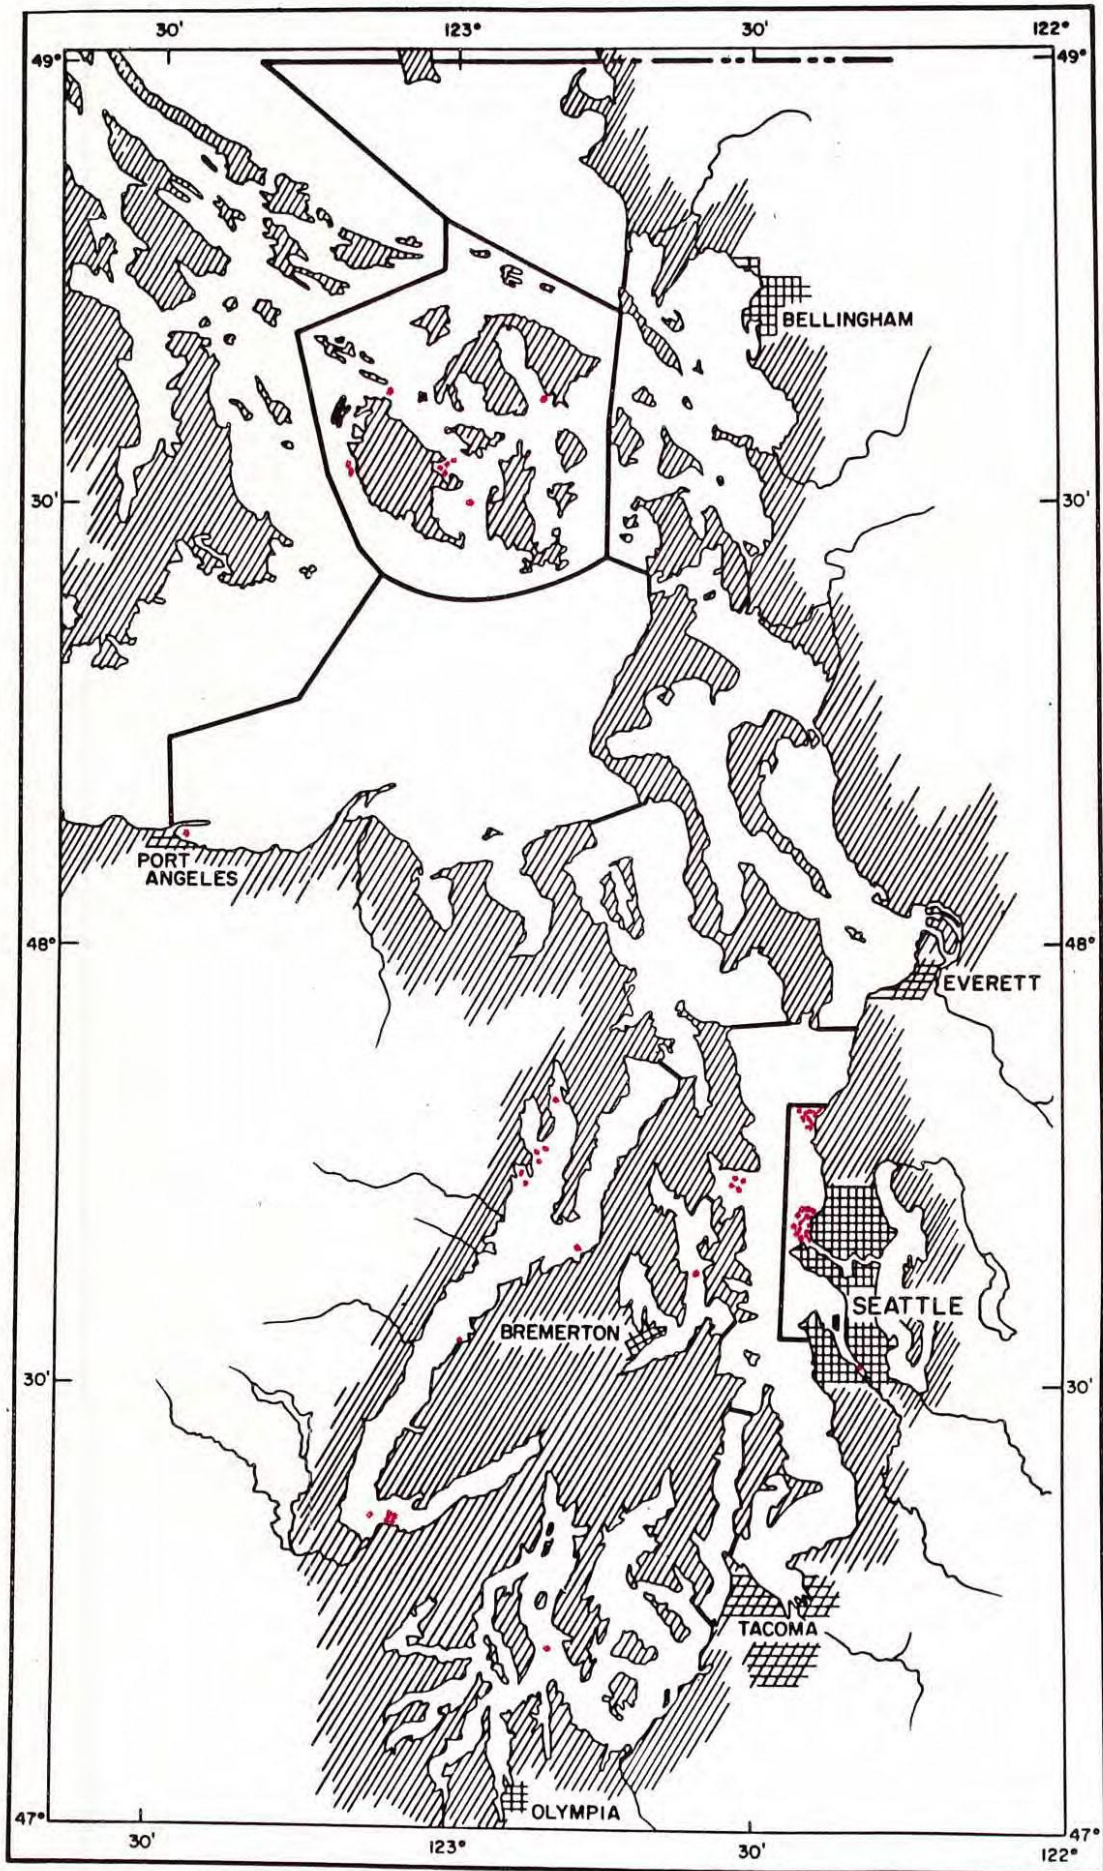 30'
123°
30'
122°
49°
49°
BELLINGHAM
30'
30'
PORT
ANGELES
48°
48°
EVERETT
SEATTLE
BREMERTON
30'
30'
TACOMA
OLYMPIA
47°
47°
30'
123°
30'
122°